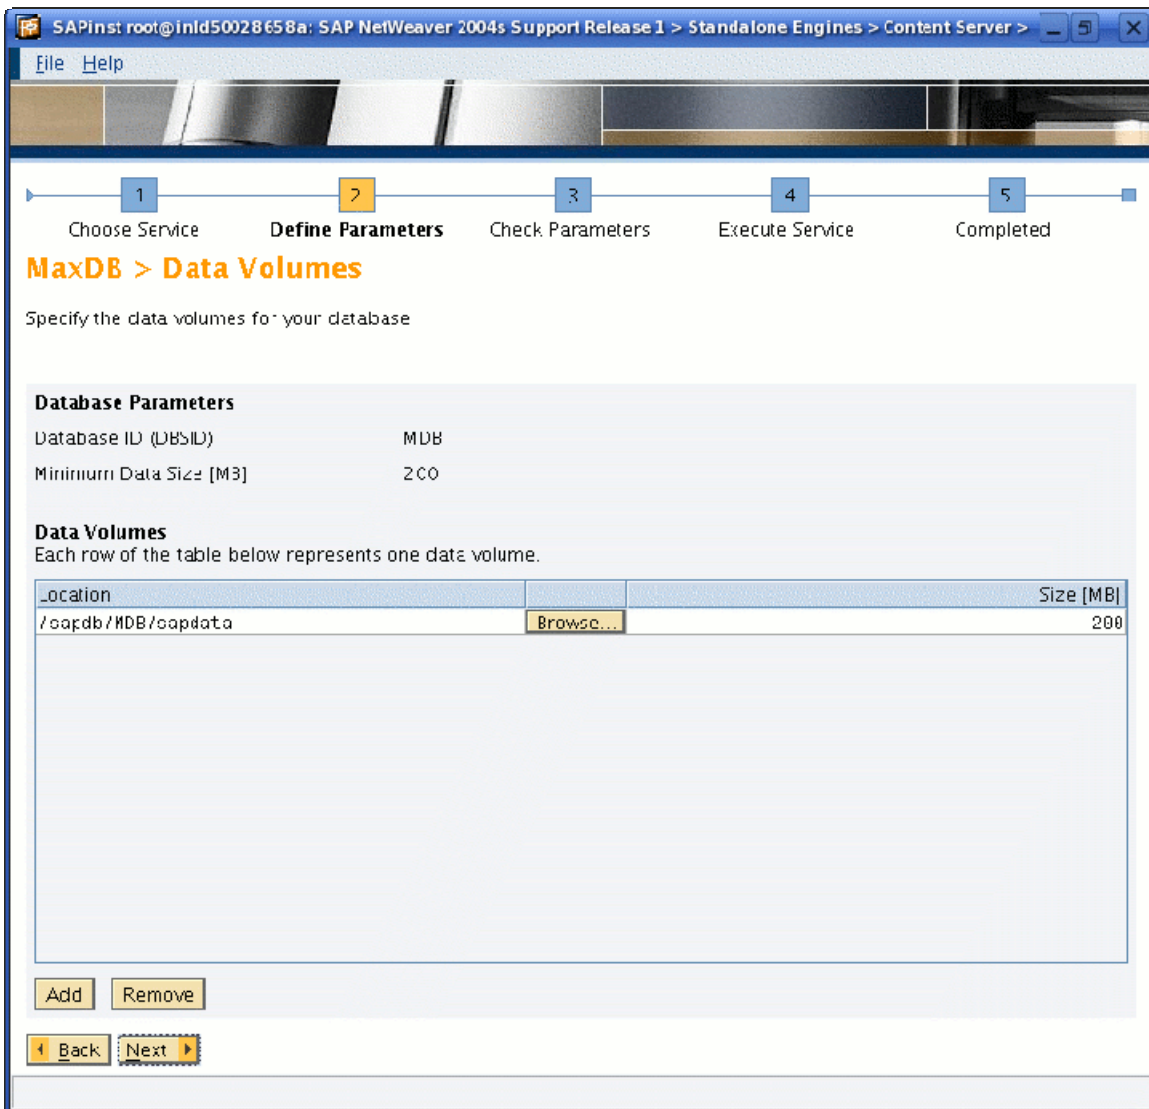 SAPinst root@inld50028658a: SAP NetWeaver 2004s Support Release 1 > Standalone Engines > Content Server >
File Help
1 2 3 4 5
Choose Service Define Parameters Check Parameters Execute Service Completed
MaxDB > Data Volumes
Specify the data volumes for your database
Database Parameters
Database ID (DBSID) MDB
Minimum Data Size [MB] 200
Data Volumes
Each row of the table below represents one data volume.
Location Size [MB]
/sapdb/MDB/sapdata Browse... 200
Add Remove
Back Next